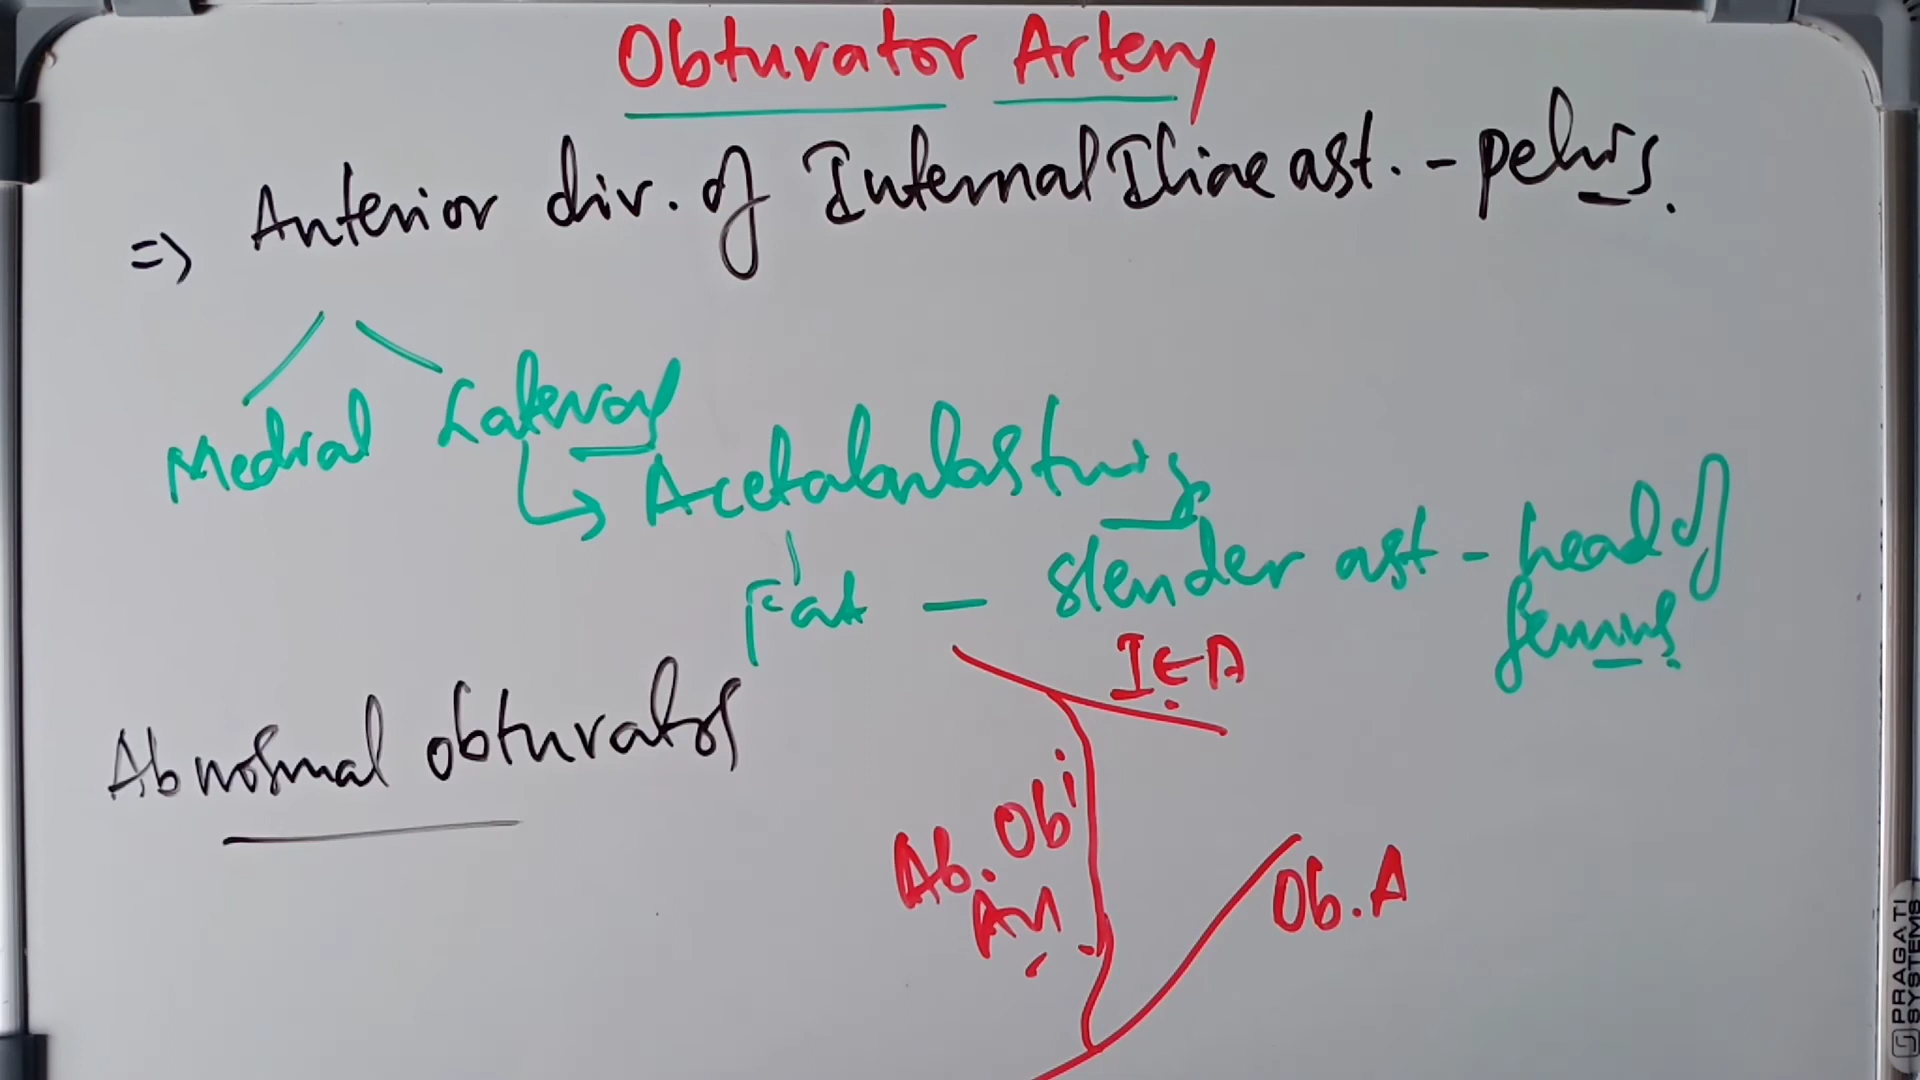 Obturator Artery
=> Anterior div. of Internal Iliac art. - pelvis.
Medial Lateral
Acetabular twig
Fat — slender art - head of
femur.
I E A
Abnormal obturator
Ab. Ob
Ob. A
PRAGATI
SYSTEMS